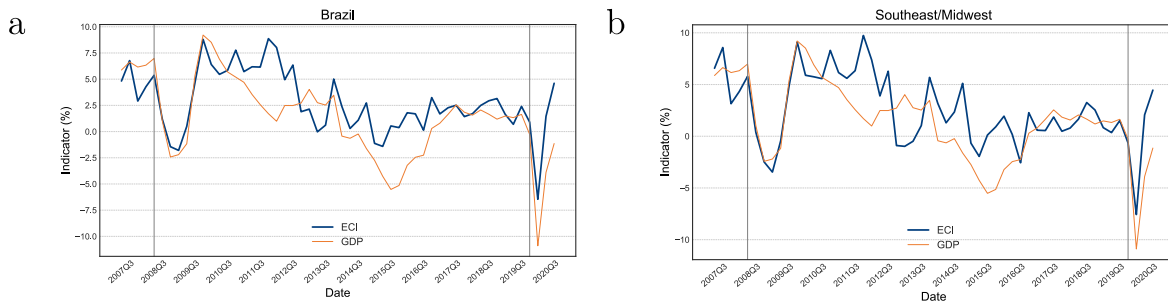 a
Brazil
Indicator (%)
10.0
7.5
5.0
2.5
0.0
−2.5
−5.0
−7.5
−10.0
ECI
GDP
2007Q3
2008Q3
2009Q3
2010Q3
2011Q3
2012Q3
2013Q3
2014Q3
2015Q3
2016Q3
2017Q3
2018Q3
2019Q3
2020Q3
Date
b
Southeast/Midwest
Indicator (%)
10
5
0
−5
−10
ECI
GDP
2007Q3
2008Q3
2009Q3
2010Q3
2011Q3
2012Q3
2013Q3
2014Q3
2015Q3
2016Q3
2017Q3
2018Q3
2019Q3
2020Q3
Date